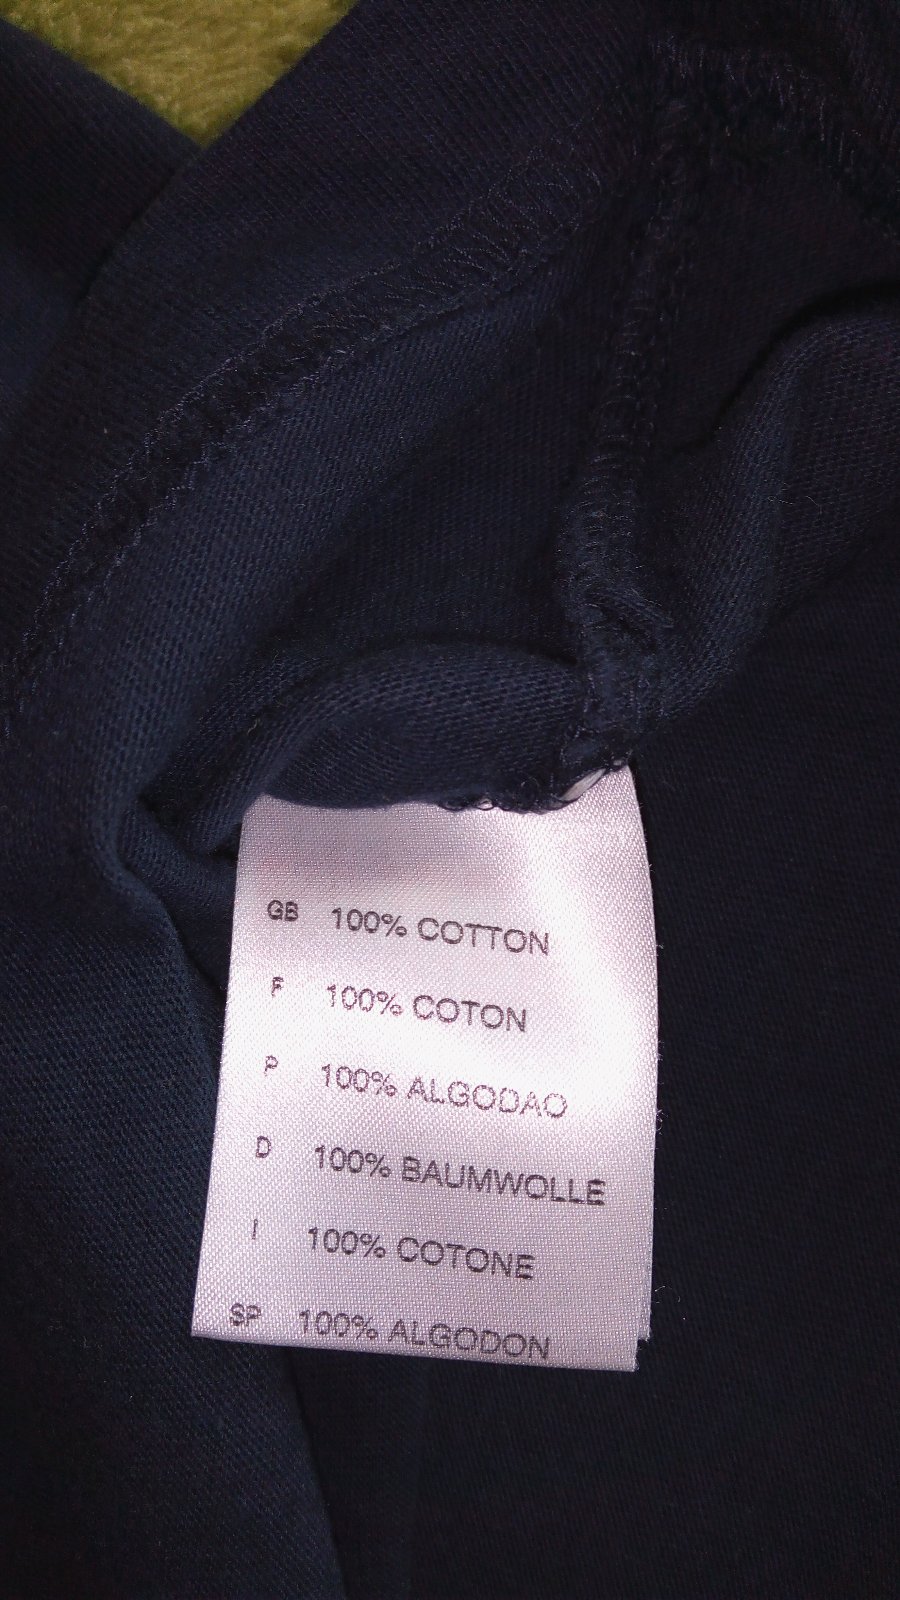 GB 100% COTTON
F 100% COTON
P 100% ALGODAO
D 100% BAUMWOLLE
I 100% COTONE
SP 100% ALGODON